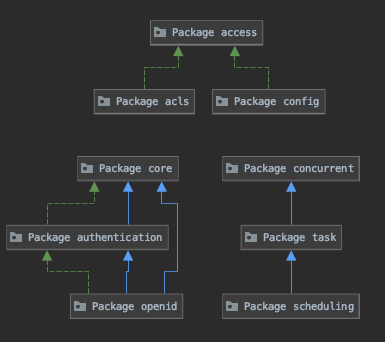 Package access
Package acls
Package config
Package core
Package concurrent
Package authentication
Package task
Package openid
Package scheduling